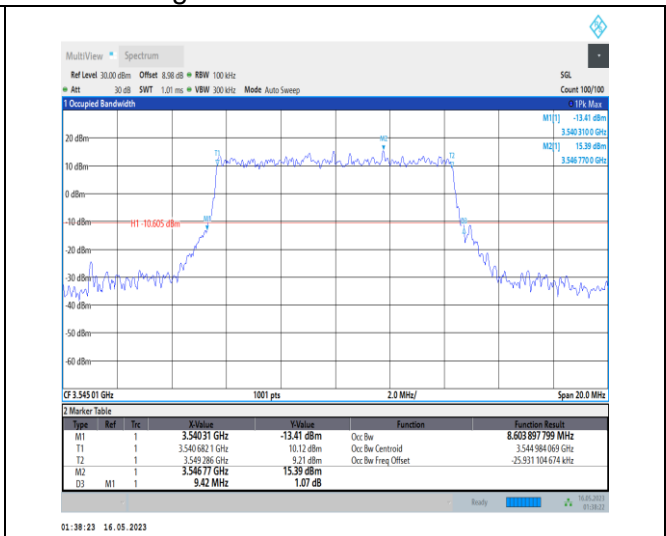 MultiView Spectrum
Ref Level 30.00 dBm Offset 8.98 dB RBW 100 kHz SGL
Att 30 dB SWT 1.01 ms VBW 300 kHz Mode Auto Sweep Count 100/100
1 Occupied Bandwidth 1Pk Max
M1[1] -13.41 dBm
3.540 310 0 GHz
M2[1] 15.39 dBm
3.546 770 0 GHz
20 dBm
M2
T1
T2
10 dBm
0 dBm
-10 dBm
H1 -10.605 dBm
M1
D3
-20 dBm
-30 dBm
-40 dBm
-50 dBm
-60 dBm
CF 3.545 01 GHz 1001 pts 2.0 MHz/ Span 20.0 MHz
2 Marker Table
Type Ref Trc X-Value Y-Value Function Function Result
M1 1 3.540 31 GHz -13.41 dBm Occ Bw 8.603 897 799 MHz
T1 1 3.540 682 1 GHz 10.12 dBm Occ Bw Centroid 3.544 984 069 GHz
T2 1 3.549 286 GHz 9.21 dBm Occ Bw Freq Offset -25.931 104 674 kHz
M2 1 3.546 77 GHz 15.39 dBm
D3 M1 1 9.42 MHz 1.07 dB
Ready 16.05.2023
01:38:22
01:38:23 16.05.2023